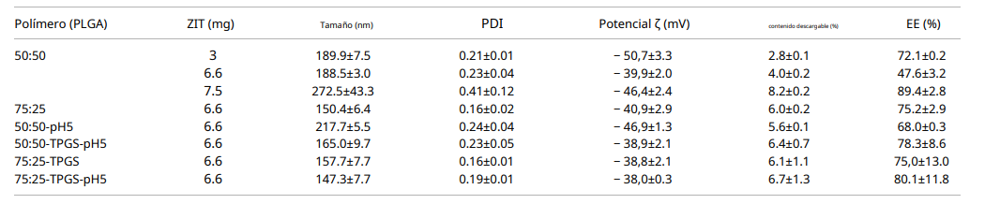 Polímero (PLGA) ZIT (mg) Tamaño (nm) PDI Potencial ζ (mV) contenido descargable (%) EE (%)
50:50 3 189.9±7.5 0.21±0.01 − 50,7±3.3 2.8±0.1 72.1±0.2
6.6 188.5±3.0 0.23±0.04 − 39,9±2.0 4.0±0.2 47.6±3.2
7.5 272.5±43.3 0.41±0.12 − 46,4±2.4 8.2±0.2 89.4±2.8
75:25 6.6 150.4±6.4 0.16±0.02 − 40,9±2.9 6.0±0.2 75.2±2.9
50:50-pH5 6.6 217.7±5.5 0.24±0.04 − 46,9±1.3 5.6±0.1 68.0±0.3
50:50-TPGS-pH5 6.6 165.0±9.7 0.23±0.05 − 38,9±2.1 6.4±0.7 78.3±8.6
75:25-TPGS 6.6 157.7±7.7 0.16±0.01 − 38,8±2.1 6.1±1.1 75,0±13.0
75:25-TPGS-pH5 6.6 147.3±7.7 0.19±0.01 − 38,0±0.3 6.7±1.3 80.1±11.8